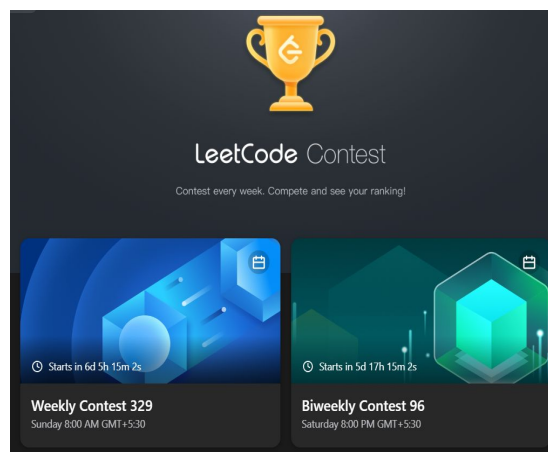 LeetCode Contest
Contest every week. Compete and see your ranking!
Starts in 6d 5h 15m 2s
Weekly Contest 329
Sunday 8:00 AM GMT+5:30
Starts in 5d 17h 15m 2s
Biweekly Contest 96
Saturday 8:00 PM GMT+5:30